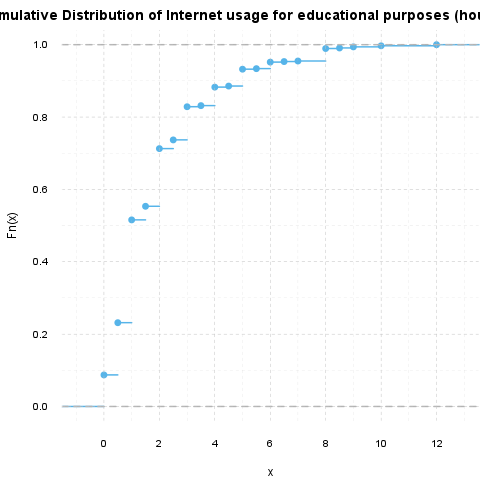 mulative Distribution of Internet usage for educational purposes (hou
1.0
0.8
0.6
0.4
0.2
0.0
Fn(x)
0 2 4 6 8 10 12
x